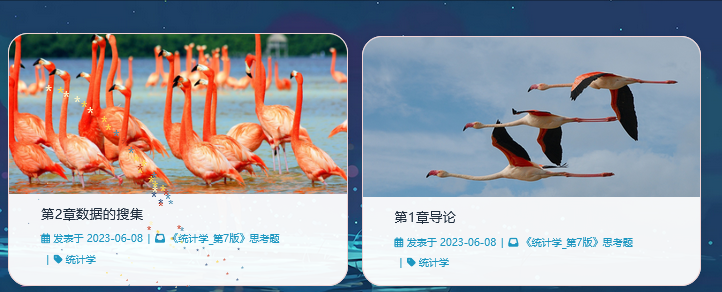 第2章数据的搜集
发表于 2023-06-08 | 《统计学_第7版》思考题
| 统计学
第1章导论
发表于 2023-06-08 | 《统计学_第7版》思考题
| 统计学